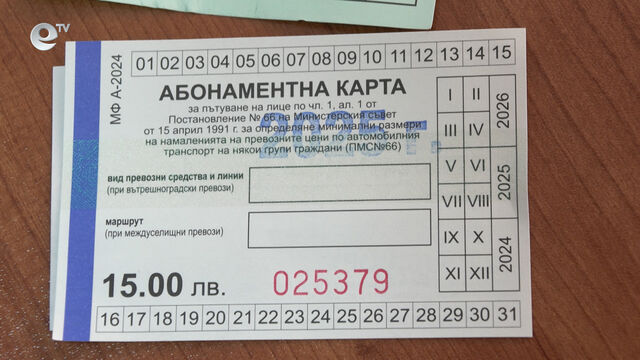 e TV
МФ А-2024
01 02 03 04 05 06 07 08 09 10 11 12 13 14 15
АБОНАМЕНТНА КАРТА
за пътуване на лице по чл. 1, ал. 1 от
Постановление № 66 на Министерския съвет
от 15 април 1991 г. за определяне минимални размери
на намаленията на превозните цени по автомобилния
транспорт на някои групи граждани (ПМС№66)
2025 г.
вид превозни средства и линии
(при вътрешноградски превози)
маршрут
(при междуселищни превози)
15.00 лв.
025379
I II
III IV
V VI
VII VIII
IX X
XI XII
2026
2025
2024
16 17 18 19 20 21 22 23 24 25 26 27 28 29 30 31